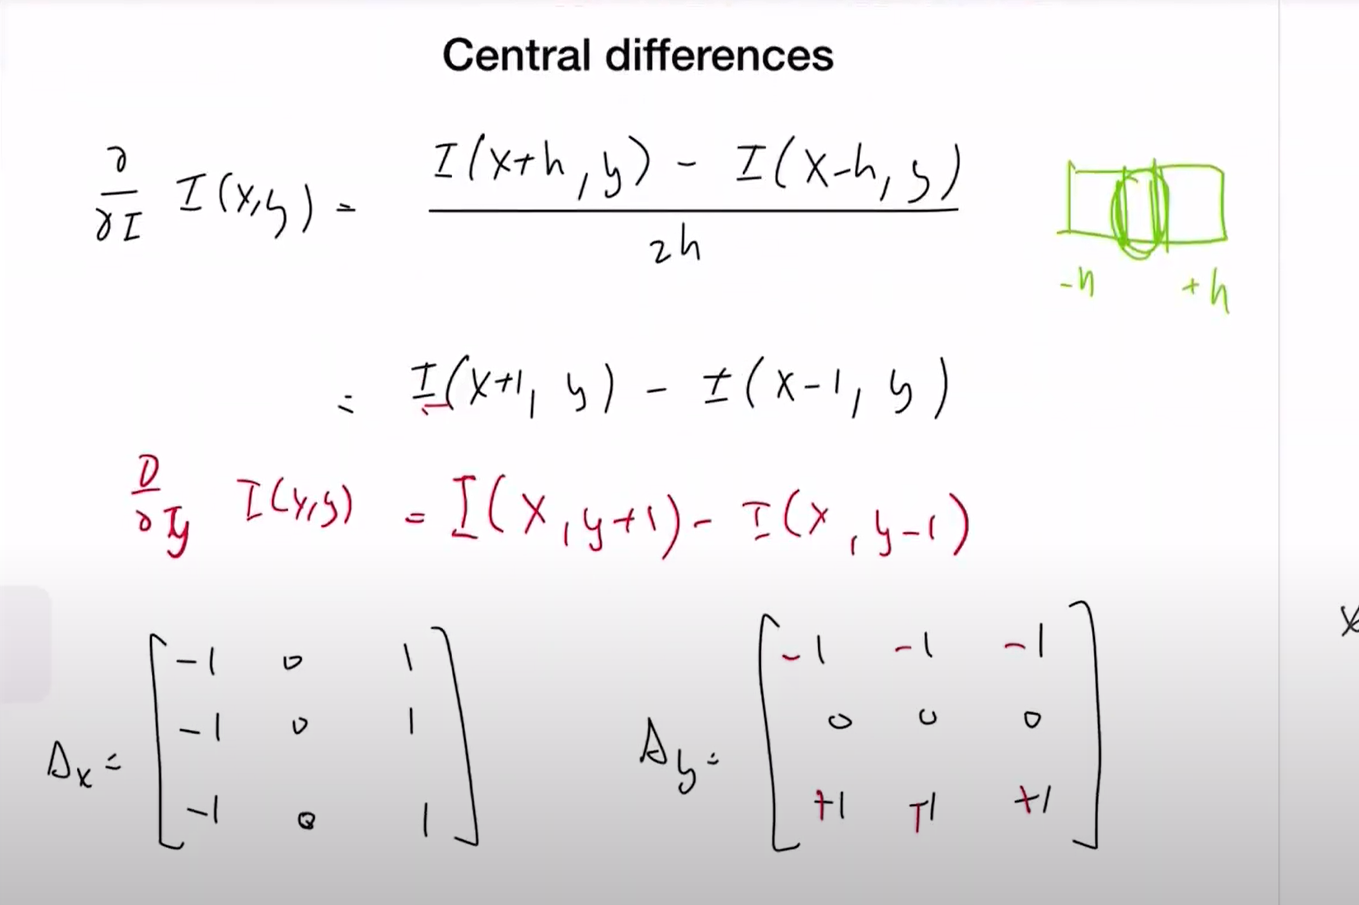 Central differences
∂/∂I I(x,y) = (I(x+h,y) - I(x-h,y))/2h
-h +h
= I(x+1, y) - I(x-1, y)
∂/∂Iy I(x,y) = I(x,y+1) - I(x,y-1)
Δx = [-1 0 1
-1 0 1
-1 0 1]
Δy = [-1 -1 -1
0 0 0
+1 +1 +1]